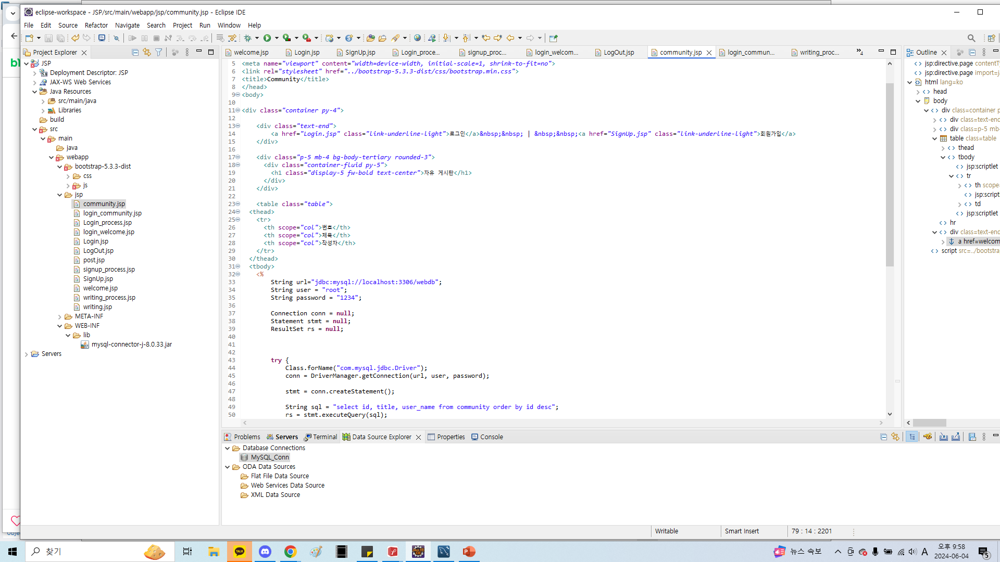 eclipse-workspace - JSP/src/main/webapp/jsp/community.jsp - Eclipse IDE
File Edit Source Refactor Navigate Search Project Run Window Help
Project Explorer
welcome.jsp Login.jsp SignUp.jsp Login_proce... signup_proc... login_welcom... LogOut.jsp community.jsp login_commun... writing_proc... »4
Outline
JSP
Deployment Descriptor: JSP
JAX-WS Web Services
Java Resources
src/main/java
Libraries
build
src
main
java
webapp
bootstrap-5.3.3-dist
css
js
jsp
community.jsp
login_community.jsp
Login_process.jsp
login_welcome.jsp
Login.jsp
LogOut.jsp
post.jsp
signup_process.jsp
SignUp.jsp
welcome.jsp
writing_process.jsp
writing.jsp
META-INF
WEB-INF
lib
mysql-connector-j-8.0.33.jar
Servers
5 <meta name="viewport" content="width=device-width, initial-scale=1, shrink-to-fit=no">
6 <link rel="stylesheet" href="../bootstrap-5.3.3-dist/css/bootstrap.min.css">
7 <title>Community</title>
8 </head>
9 <body>
10
11 <div class="container py-4">
12
13 <div class="text-end">
14 <a href="Login.jsp" class="link-underline-light">로그인</a>&nbsp;&nbsp; | &nbsp;&nbsp;<a href="SignUp.jsp" class="link-underline-light">회원가입</a>
15 </div>
16
17 <div class="p-5 mb-4 bg-body-tertiary rounded-3">
18 <div class="container-fluid py-5">
19 <h1 class="display-5 fw-bold text-center">자유 게시판</h1>
20 </div>
21 </div>
22
23 <table class="table">
24 <thead>
25 <tr>
26 <th scope="col">번호</th>
27 <th scope="col">제목</th>
28 <th scope="col">작성자</th>
29 </tr>
30 </thead>
31 <tbody>
32 <%
33 String url="jdbc:mysql://localhost:3306/webdb";
34 String user = "root";
35 String password = "1234";
36
37 Connection conn = null;
38 Statement stmt = null;
39 ResultSet rs = null;
40
41
42
43 try {
44 Class.forName("com.mysql.jdbc.Driver");
45 conn = DriverManager.getConnection(url, user, password);
46
47 stmt = conn.createStatement();
48
49 String sql = "select id, title, user_name from community order by id desc";
50 rs = stmt.executeQuery(sql);
jsp:directive.page contentTy
jsp:directive.page import=j
html lang=ko
head
body
div class=container p
div class=text-end
div class=p-5 mb-
table class=table
thead
tbody
jsp:scriptlet
tr
th scope=
jsp:script
td
jsp:scriptlet
hr
div class=text-end
a href=welcom
script src=../bootstra
Problems Servers Terminal Data Source Explorer Properties Console
Database Connections
MySQL_Conn
ODA Data Sources
Flat File Data Source
Web Services Data Source
XML Data Source
Writable Smart Insert 79 : 14 : 2201
찾기
TALK
뉴스 속보
A
오후 9:58
2024-06-04
5